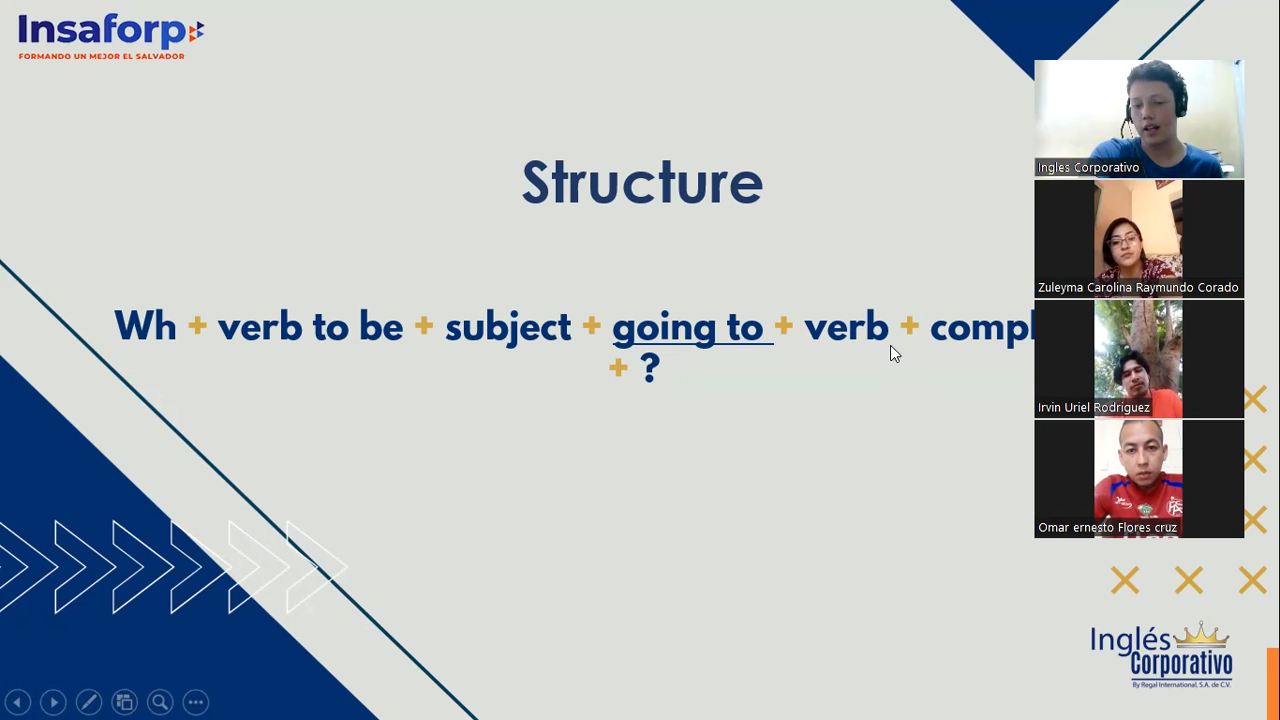 Insaforp
FORMANDO UN MEJOR EL SALVADOR
Structure
Wh + verb to be + subject + going to + verb +
+ ?
Ingles Corporativo
Zuleyma Carolina Raymundo Corado
Irvin Uriel Rodriguez
Omar ernesto Flores cruz
Inglés
Corporativo
By Regal International, S.A. de C.V.